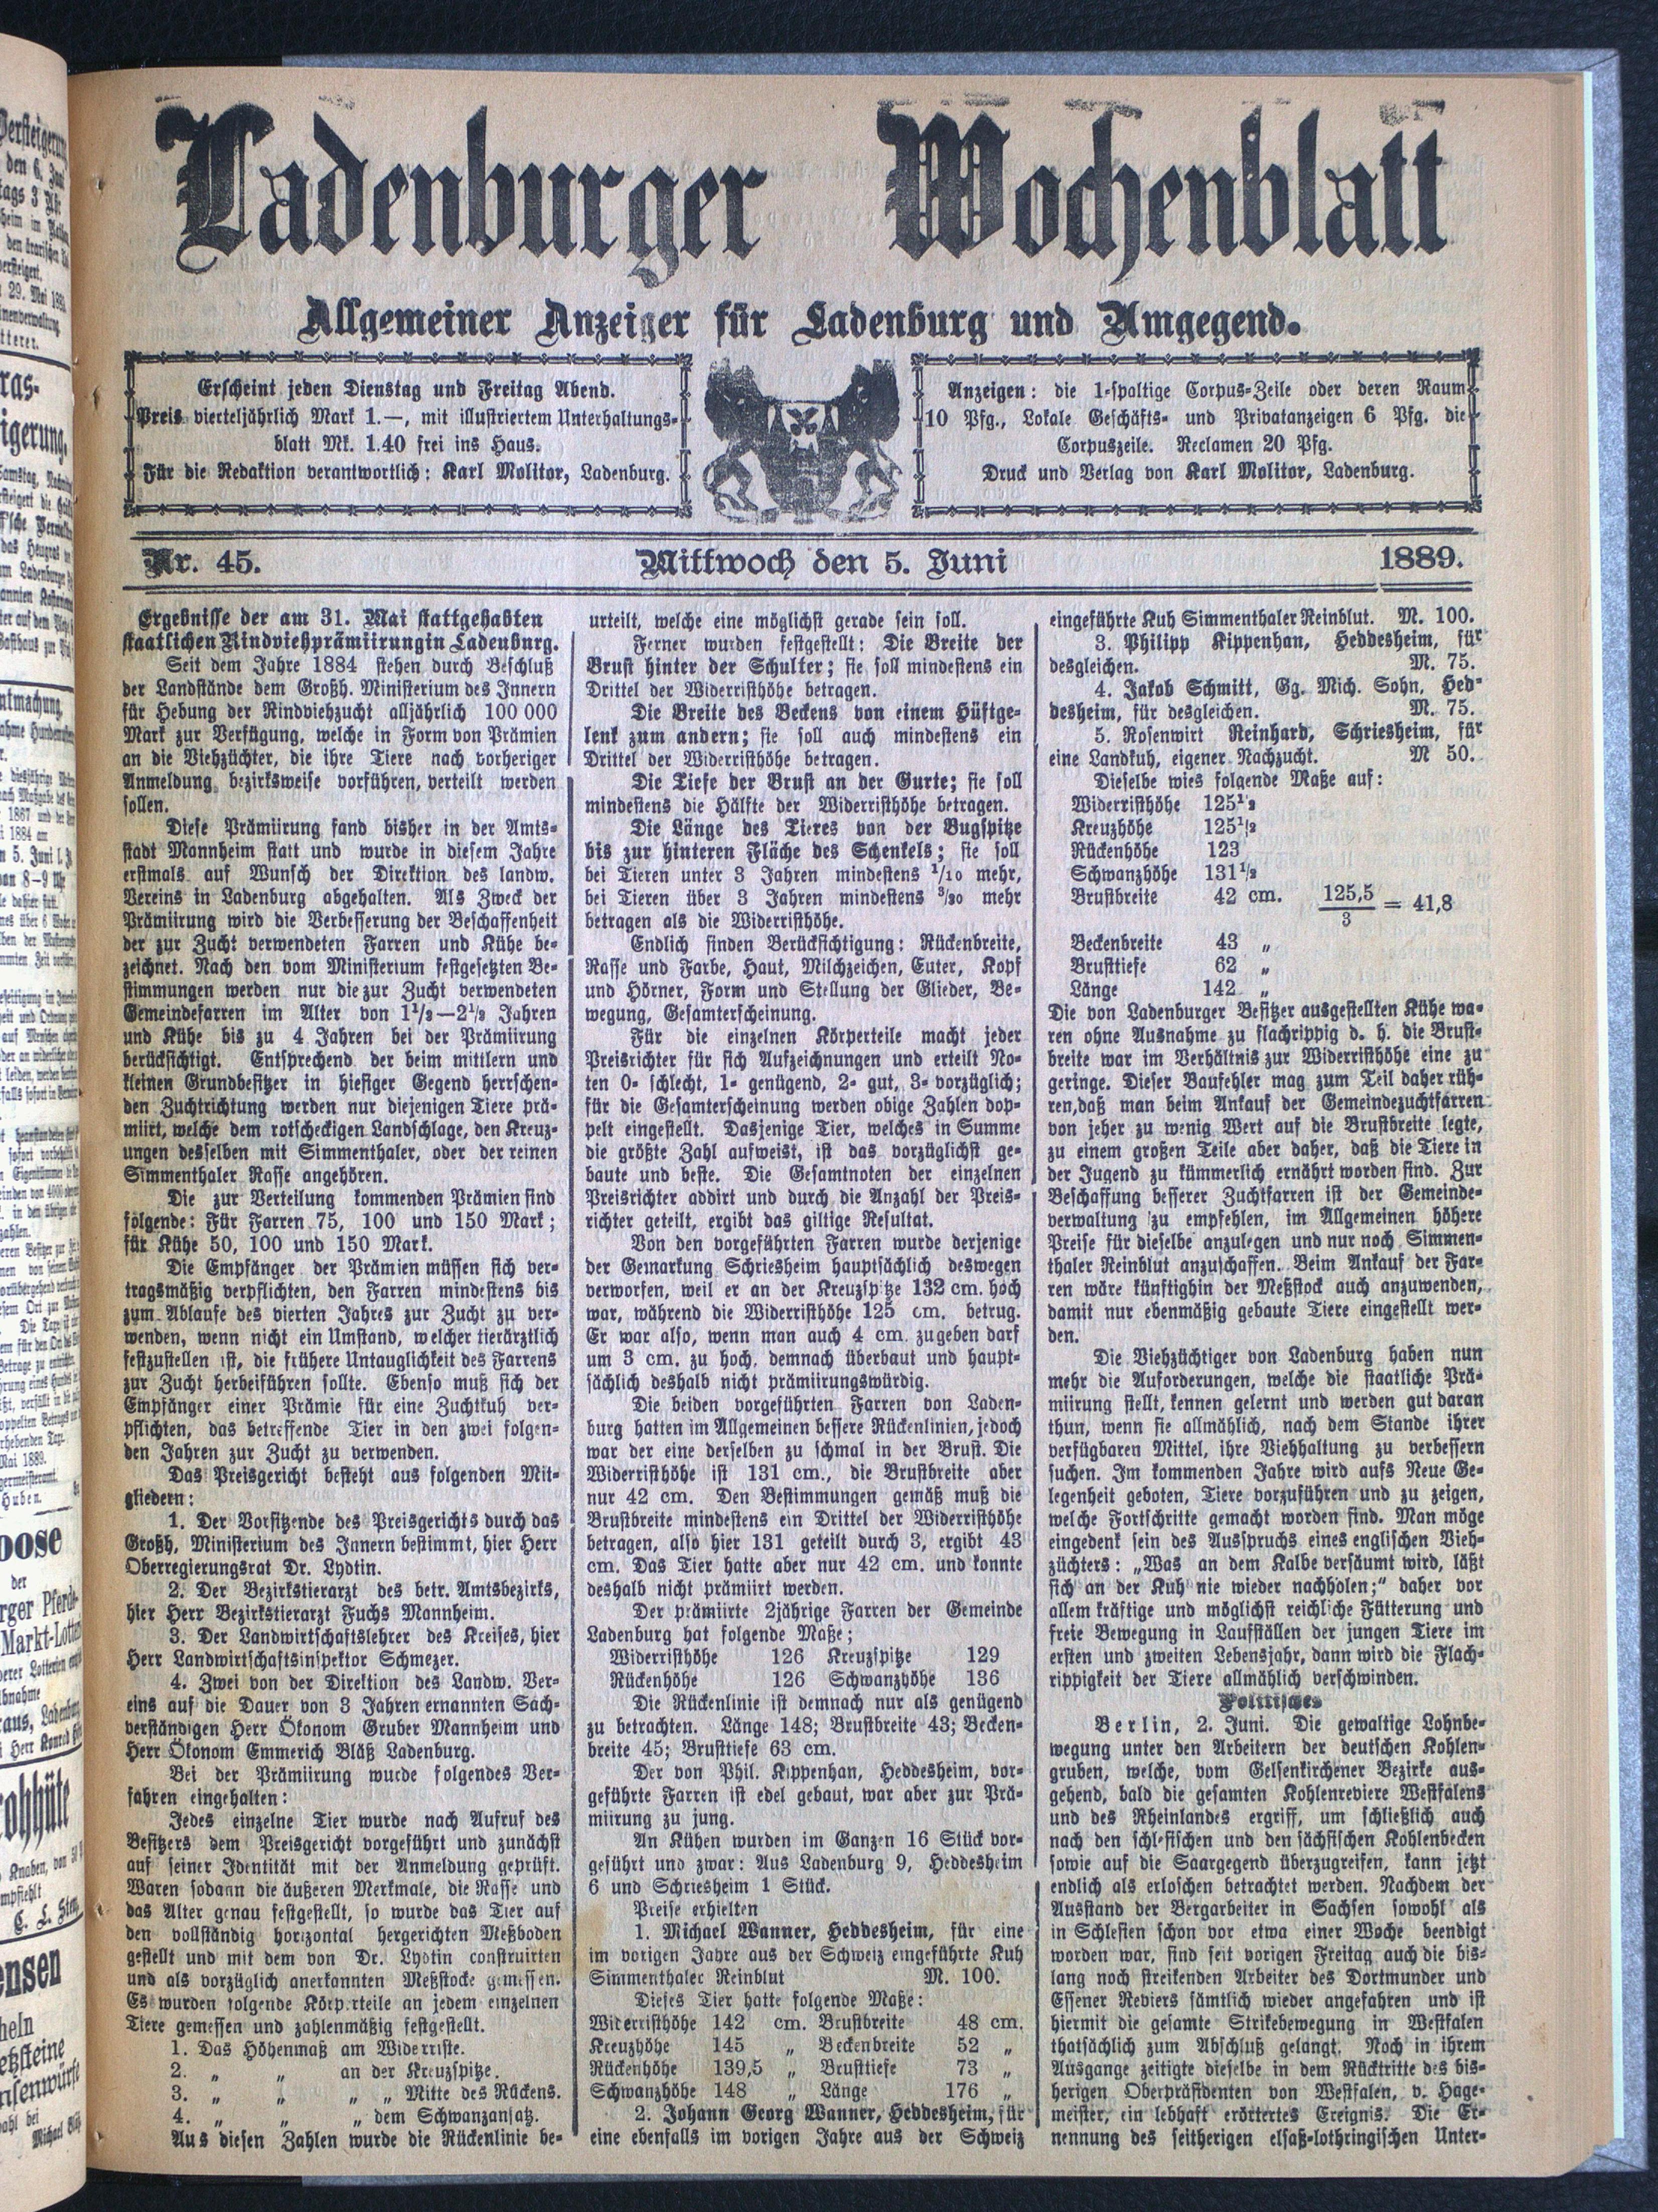 Ladenburger Wochenblatt
Allgemeiner Anzeiger für Ladenburg und Umgegend.
Erscheint jeden Dienstag und Freitag Abend.
Preis vierteljährlich Mark 1.—, mit illustriertem Unterhaltungs-
blatt Mk. 1.40 frei ins Haus.
Für die Redaktion verantwortlich: Karl Molitor, Ladenburg.
Anzeigen: die 1-spaltige Corpus-Zeile oder deren Raum
10 Pfg., Lokale Geschäfts- und Privatanzeigen 6 Pfg. die
Corpuszeile. Reclamen 20 Pfg.
Druck und Verlag von Karl Molitor, Ladenburg.
Nr. 45.
Mittwoch den 5. Juni
1889.
Ergebnisse der am 31. Mai stattgehabten
staatlichen Rindviehprämiirungin Ladenburg.
Seit dem Jahre 1884 stehen durch Beschluß
der Landstände dem Großh. Ministerium des Innern
für Hebung der Rindviehzucht alljährlich 100 000
Mark zur Verfügung, welche in Form von Prämien
an die Viehzüchter, die ihre Tiere nach vorheriger
Anmeldung bezirksweise vorführen, verteilt werden
sollen.
Diese Prämiirung fand bisher in der Amts-
stadt Mannheim statt und wurde in diesem Jahre
erstmals auf Wunsch der Direktion des landw.
Vereins in Ladenburg abgehalten. Als Zweck der
Prämiirung wird die Verbesserung der Beschaffenheit
der zur Zucht verwendeten Farren und Kühe be-
zeichnet. Nach den vom Ministerium festgesetzten Be-
stimmungen werden nur die zur Zucht verwendeten
Gemeindefarren im Alter von 1½—2½ Jahren
und Kühe bis zu 4 Jahren bei der Prämiirung
berücksichtigt. Entsprechend der beim mittlern und
kleinen Grundbesitzer in hiesiger Gegend herrschen-
den Zuchtrichtung werden nur diejenigen Tiere prä-
miirt, welche dem rotscheckigen Landschlage, den Kreuz-
ungen desselben mit Simmenthaler, oder der reinen
Simmenthaler Rasse angehören.
Die zur Verteilung kommenden Prämien sind
folgende: Für Farren 75, 100 und 150 Mark;
für Kühe 50, 100 und 150 Mark.
Die Empfänger der Prämien müssen sich ver-
tragsmäßig verpflichten, den Farren mindestens bis
zum Ablaufe des vierten Jahres zur Zucht zu ver-
wenden, wenn nicht ein Umstand, welcher tierärztlich
festzustellen ist, die frühere Untauglichkeit des Farrens
zur Zucht herbeiführen sollte. Ebenso muß sich der
Empfänger einer Prämie für eine Zuchtkuh ver-
pflichten, das betreffende Tier in den zwei folgen-
den Jahren zur Zucht zu verwenden.
Das Preisgericht besteht aus folgenden Mit-
gliedern:
1. Der Vorsitzende des Preisgerichts durch das
Großh. Ministerium des Innern bestimmt, hier Herr
Oberregierungsrat Dr. Lydtin.
2. Der Bezirkstierarzt des betr. Amtsbezirks,
hier Herr Bezirkstierarzt Fuchs Mannheim.
3. Der Landwirtschaftslehrer des Kreises, hier
Herr Landwirtschaftsinspektor Schmezer.
4. Zwei von der Direktion des Landw. Ver-
eins auf die Dauer von 3 Jahren ernannten Sach-
verständigen Herr Ökonom Gruber Mannheim und
Herr Ökonom Emmerich Bläß Ladenburg.
Bei der Prämiirung wurde folgendes Ver-
fahren eingehalten:
Jedes einzelne Tier wurde nach Aufruf des
Besitzers dem Preisgericht vorgeführt und zunächst
auf seiner Identität mit der Anmeldung geprüft.
Waren sodann die äußeren Merkmale, die Rasse und
das Alter genau festgestellt, so wurde das Tier auf
den vollständig horizontal hergerichten Meßboden
gestellt und mit dem von Dr. Lydtin construirten
und als vorzüglich anerkannten Meßstocke gemessen.
Es wurden folgende Körperteile an jedem einzelnen
Tiere gemessen und zahlenmäßig festgestellt.
1. Das Höhenmaß am Widerriste.
2. „ „ an der Kreuzspitze.
3. „ „ „ „ Mitte des Rückens.
4. „ „ „ dem Schwanzansatz.
Aus diesen Zahlen wurde die Rückenlinie be-
urteilt, welche eine möglichst gerade sein soll.
Ferner wurden festgestellt: Die Breite der
Brust hinter der Schulter; sie soll mindestens ein
Drittel der Widerristhöhe betragen.
Die Breite des Beckens von einem Hüftge-
lenk zum andern; sie soll auch mindestens ein
Drittel der Widerristhöhe betragen.
Die Tiefe der Brust an der Gurte; sie soll
mindestens die Hälfte der Widerristhöhe betragen.
Die Länge des Tieres von der Bugspitze
bis zur hinteren Fläche des Schenkels; sie soll
bei Tieren unter 3 Jahren mindestens 1/10 mehr,
bei Tieren über 3 Jahren mindestens 3/20 mehr
betragen als die Widerristhöhe.
Endlich finden Berücksichtigung: Rückenbreite,
Rasse und Farbe, Haut, Milchzeichen, Euter, Kopf
und Hörner, Form und Stellung der Glieder, Be-
wegung, Gesamterscheinung.
Für die einzelnen Körperteile macht jeder
Preisrichter für sich Aufzeichnungen und erteilt No-
ten 0- schlecht, 1- genügend, 2- gut, 3- vorzüglich;
für die Gesamterscheinung werden obige Zahlen dop-
pelt eingestellt. Dasjenige Tier, welches in Summe
die größte Zahl aufweist, ist das vorzüglichst ge-
baute und beste. Die Gesamtnoten der einzelnen
Preisrichter addirt und durch die Anzahl der Preis-
richter geteilt, ergibt das giltige Resultat.
Von den vorgeführten Farren wurde derjenige
der Gemarkung Schriesheim hauptsächlich deswegen
verworfen, weil er an der Kreuzspitze 132 cm. hoch
war, während die Widerristhöhe 125 cm. betrug.
Er war also, wenn man auch 4 cm. zugeben darf
um 3 cm. zu hoch, demnach überbaut und haupt-
sächlich deshalb nicht prämiirungswürdig.
Die beiden vorgeführten Farren von Laden-
burg hatten im Allgemeinen bessere Rückenlinien, jedoch
war der eine derselben zu schmal in der Brust. Die
Widerristhöhe ist 131 cm., die Brustbreite aber
nur 42 cm. Den Bestimmungen gemäß muß die
Brustbreite mindestens ein Drittel der Widerristhöhe
betragen, also hier 131 geteilt durch 3, ergibt 43
cm. Das Tier hatte aber nur 42 cm. und konnte
deshalb nicht prämiirt werden.
Der prämiirte 2jährige Farren der Gemeinde
Ladenburg hat folgende Maße;
Widerristhöhe 126 Kreuzspitze 129
Rückenhöhe 126 Schwanzhöhe 136
Die Rückenlinie ist demnach nur als genügend
zu betrachten. Länge 148; Brustbreite 43; Becken-
breite 45; Brusttiefe 63 cm.
Der von Phil. Kippenhan, Heddesheim, vor-
geführte Farren ist edel gebaut, war aber zur Prä-
miirung zu jung.
An Kühen wurden im Ganzen 16 Stück vor-
geführt und zwar: Aus Ladenburg 9, Heddesheim
6 und Schriesheim 1 Stück.
Preise erhielten
1. Michael Wanner, Heddesheim, für eine
im vorigen Jahre aus der Schweiz eingeführte Kuh
Simmenthaler Reinblut M. 100.
Dieses Tier hatte folgende Maße:
Widerristhöhe 142 cm. Brustbreite 48 cm.
Kreuzhöhe 145 „ Beckenbreite 52 „
Rückenhöhe 139,5 „ Brusttiefe 73 „
Schwanzhöhe 148 „ Länge 176 „
2. Johann Georg Wanner, Heddesheim, für
eine ebenfalls im vorigen Jahre aus der Schweiz
eingeführte Kuh Simmenthaler Reinblut. M. 100.
3. Philipp Kippenhan, Heddesheim, für
desgleichen. M. 75.
4. Jakob Schmitt, Gg. Mich. Sohn, Hed-
desheim, für desgleichen. M. 75.
5. Rosenwirt Reinhard, Schriesheim, für
eine Landkuh, eigener Nachzucht. M 50.
Dieselbe wies folgende Maße auf:
Widerristhöhe 125½
Kreuzhöhe 125½
Rückenhöhe 123
Schwanzhöhe 131½
Brustbreite 42 cm. 125,5/3 = 41,8
Beckenbreite 43 „
Brusttiefe 62 „
Länge 142 „
Die von Ladenburger Besitzer ausgestellten Kühe wa-
ren ohne Ausnahme zu flachrippig d. h. die Brust-
breite war im Verhältnis zur Widerristhöhe eine zu
geringe. Dieser Baufehler mag zum Teil daher rüh-
ren,daß man beim Ankauf der Gemeindezuchtfarren
von jeher zu wenig Wert auf die Brustbreite legte,
zu einem großen Teile aber daher, daß die Tiere in
der Jugend zu kümmerlich ernährt worden sind. Zur
Beschaffung besserer Zuchtfarren ist der Gemeinde-
verwaltung zu empfehlen, im Allgemeinen höhere
Preise für dieselbe anzulegen und nur noch Simmen-
thaler Reinblut anzuschaffen. Beim Ankauf der Far-
ren wäre künftighin der Meßstock auch anzuwenden,
damit nur ebenmäßig gebaute Tiere eingestellt wer-
den.
Die Viehzüchtiger von Ladenburg haben nun
mehr die Anforderungen, welche die staatliche Prä-
miirung stellt, kennen gelernt und werden gut daran
thun, wenn sie allmählich, nach dem Stande ihrer
verfügbaren Mittel, ihre Viehhaltung zu verbessern
suchen. Im kommenden Jahre wird aufs Neue Ge-
legenheit geboten, Tiere vorzuführen und zu zeigen,
welche Fortschritte gemacht worden sind. Man möge
eingedenk sein des Ausspruchs eines englischen Vieh-
züchters: „Was an dem Kalbe versäumt wird, läßt
sich an der Kuh nie wieder nachholen;“ daher vor
allem kräftige und möglichst reichliche Fütterung und
freie Bewegung in Laufställen der jungen Tiere im
ersten und zweiten Lebensjahr, dann wird die Flach-
rippigkeit der Tiere allmählich verschwinden.
Politisches
Berlin, 2. Juni. Die gewaltige Lohnbe-
wegung unter den Arbeitern der deutschen Kohlen-
gruben, welche, vom Gelsenkirchener Bezirke aus-
gehend, bald die gesamten Kohlenreviere Westfalens
und des Rheinlandes ergriff, um schließlich auch
nach den schlesischen und den sächsischen Kohlenbecken
sowie auf die Saargegend überzugreifen, kann jetzt
endlich als erloschen betrachtet werden. Nachdem der
Ausstand der Bergarbeiter in Sachsen sowohl als
in Schlesien schon vor etwa einer Woche beendigt
worden war, sind seit vorigen Freitag auch die bis-
lang noch streikenden Arbeiter des Dortmunder und
Essener Reviers sämtlich wieder angefahren und ist
hiermit die gesamte Strikebewegung in Westfalen
thatsächlich zum Abschluß gelangt. Noch in ihrem
Ausgange zeitigte dieselbe in dem Rücktritte des bis-
herigen Oberpräsidenten von Westfalen, v. Hage-
meister, ein lebhaft erörtertes Ereignis. Die Er-
nennung des seitherigen elsaß-lothringischen Unter-